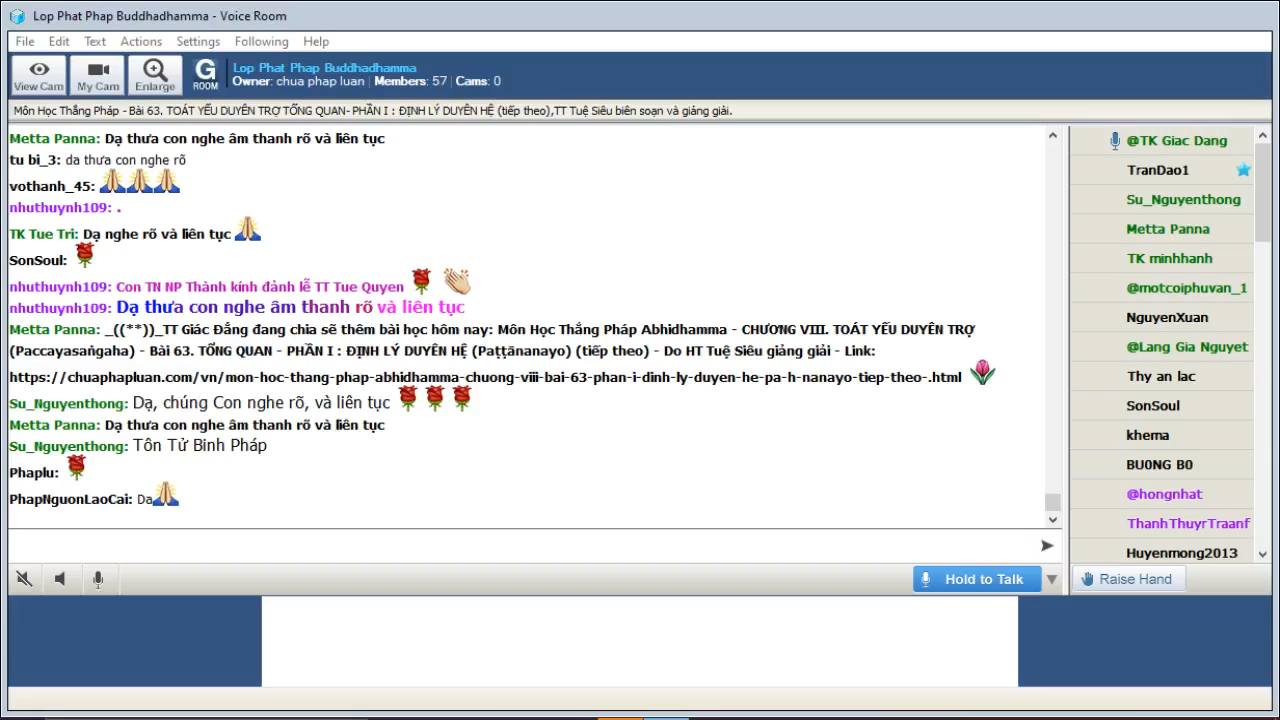 Lop Phat Phap Buddhadhamma - Voice Room
File Edit Text Actions Settings Following Help
View Cam My Cam Enlarge G ROOM
Lop Phat Phap Buddhadhamma
Owner: chua phap luan | Members: 57 | Cams: 0
Môn Học Thắng Pháp - Bài 63. TOÁT YẾU DUYÊN TRỢ TỔNG QUAN- PHẦN I : ĐỊNH LÝ DUYÊN HỆ (tiếp theo),TT Tuệ Siêu biên soạn và giảng giải.
Metta Panna: Dạ thưa con nghe âm thanh rõ và liên tục
tu bi_3: da thưa con nghe rõ
vothanh_45:
nhuthuynh109: .
TK Tue Tri: Dạ nghe rõ và liên tục
SonSoul:
nhuthuynh109: Con TN NP Thành kính đảnh lễ TT Tue Quyen
nhuthuynh109: Dạ thưa con nghe âm thanh rõ và liên tục
Metta Panna: _((**))_TT Giác Đẳng đang chia sẽ thêm bài học hôm nay: Môn Học Thắng Pháp Abhidhamma - CHƯƠNG VIII. TOÁT YẾU DUYÊN TRỢ
(Paccayasaṅgaha) - Bài 63. TỔNG QUAN - PHẦN I : ĐỊNH LÝ DUYÊN HỆ (Paṭṭānanayo) (tiếp theo) - Do HT Tuệ Siêu giảng giải - Link:
https://chuaphapluan.com/vn/mon-hoc-thang-phap-abhidhamma-chuong-viii-bai-63-phan-i-dinh-ly-duyen-he-pa-h-nanayo-tiep-theo-.html
Su_Nguyenthong: Dạ, chúng Con nghe rõ, và liên tục
Metta Panna: Dạ thưa con nghe âm thanh rõ và liên tục
Su_Nguyenthong: Tôn Tử Binh Pháp
Phaplu:
PhapNguonLaoCai: Da
Hold to Talk
@TK Giac Dang
TranDao1
Su_Nguyenthong
Metta Panna
TK minhhanh
@motcoiphuvan_1
NguyenXuan
@Lang Gia Nguyet
Thy an lac
SonSoul
khema
BU0NG B0
@hongnhat
ThanhThuyrTraanf
Huyenmong2013
Raise Hand